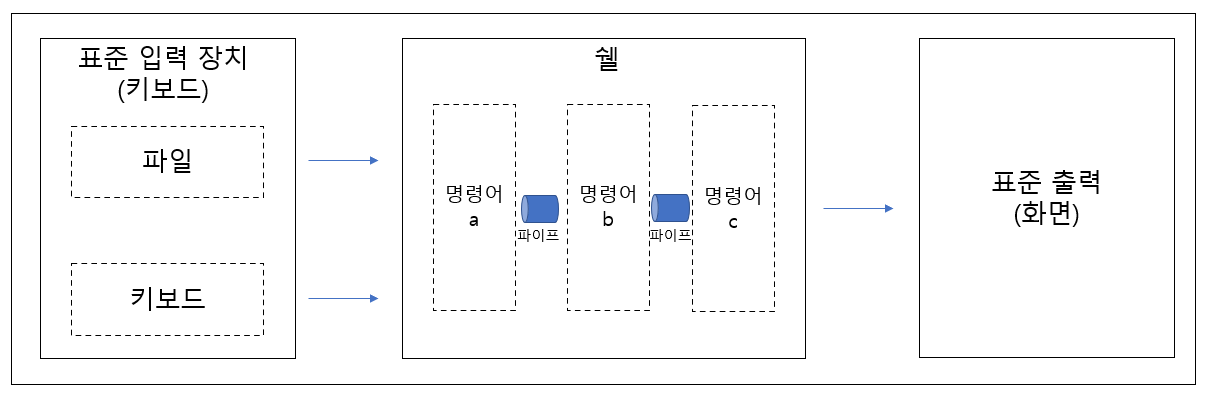 표준 입력 장치
(키보드)
파일
키보드
쉘
명령어
a
파이프
명령어
b
파이프
명령어
c
표준 출력
(화면)